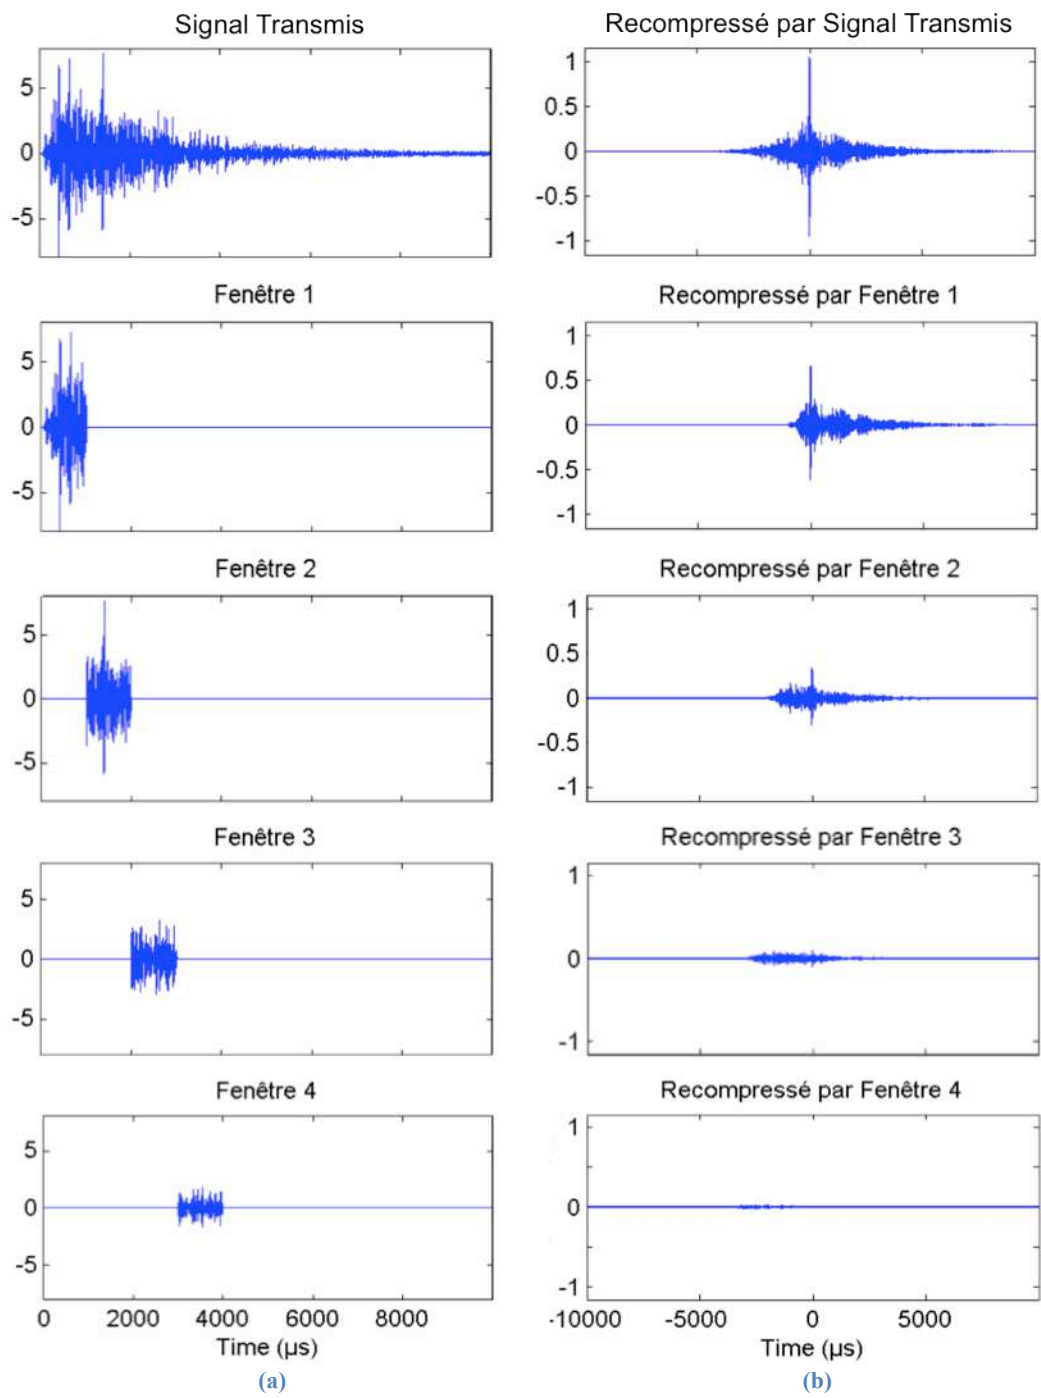 Signal Transmis
Recompressé par Signal Transmis
5
0
-5
1
0.5
0
-0.5
-1
Fenêtre 1
Recompressé par Fenêtre 1
5
0
-5
1
0.5
0
-0.5
-1
Fenêtre 2
Recompressé par Fenêtre 2
5
0
-5
1
0.5
0
-0.5
-1
Fenêtre 3
Recompressé par Fenêtre 3
5
0
-5
1
0
-1
Fenêtre 4
Recompressé par Fenêtre 4
5
0
-5
1
0
-1
0 2000 4000 6000 8000
-10000 -5000 0 5000
Time (µs)
Time (µs)
(a)
(b)